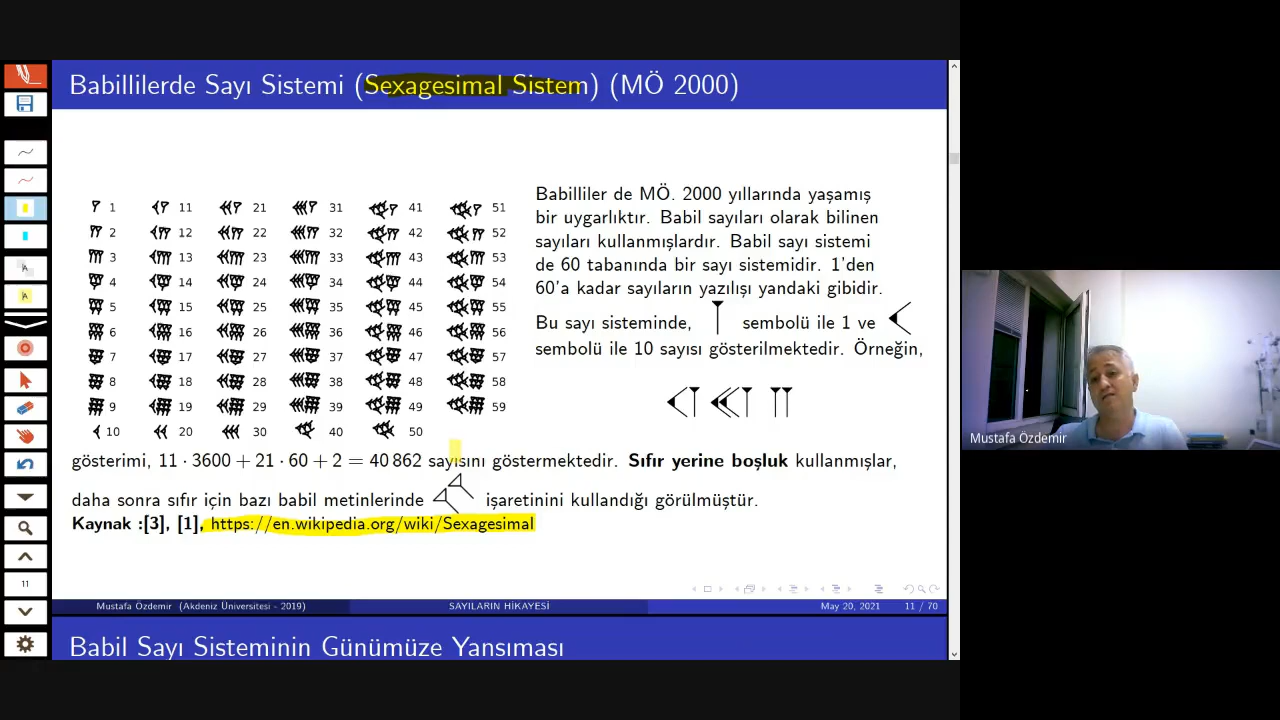 Babillilerde Sayı Sistemi (Sexagesimal Sistem) (MÖ 2000)
1 11 21 31 41 51
2 12 22 32 42 52
3 13 23 33 43 53
4 14 24 34 44 54
5 15 25 35 45 55
6 16 26 36 46 56
7 17 27 37 47 57
8 18 28 38 48 58
9 19 29 39 49 59
10 20 30 40 50
Babilliler de MÖ. 2000 yıllarında yaşamış
bir uygarlıktır. Babil sayıları olarak bilinen
sayıları kullanmışlardır. Babil sayı sistemi
de 60 tabanında bir sayı sistemidir. 1'den
60'a kadar sayıların yazılışı yandaki gibidir.
Bu sayı sisteminde, sembolü ile 1 ve
sembolü ile 10 sayısı gösterilmektedir. Örneğin,
gösterimi, 11 · 3600 + 21 · 60 + 2 = 40 862 sayısını göstermektedir. Sıfır yerine boşluk kullanmışlar,
daha sonra sıfır için bazı babil metinlerinde işaretinini kullandığı görülmüştür.
Kaynak :[3], [1], https://en.wikipedia.org/wiki/Sexagesimal
Mustafa Özdemir (Akdeniz Üniversitesi - 2019) SAYILARIN HİKAYESİ May 20, 2021 11 / 70
Babil Sayı Sisteminin Günümüze Yansıması
A
A
11
Mustafa Özdemir